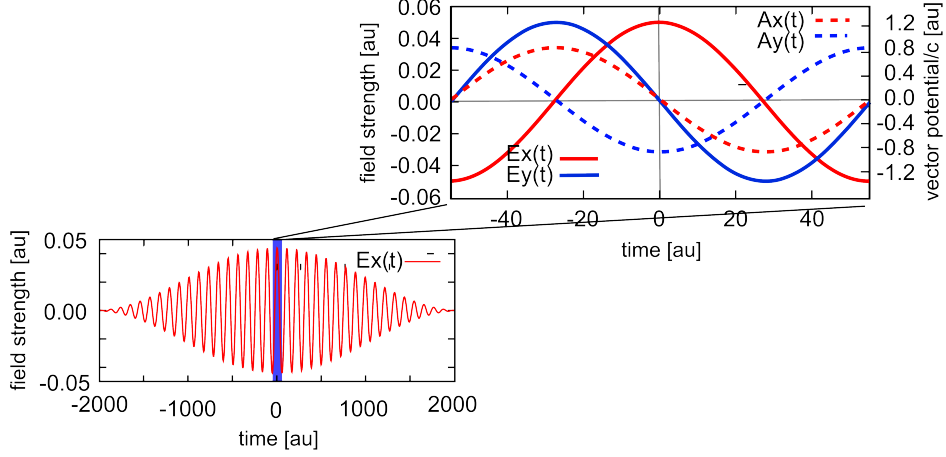 0.06
0.04
0.02
0.00
-0.02
-0.04
0.06
field strength [au]
Ax(t)
Ay(t)
Ex(t)
Ey(t)
1.2
0.8
0.4
0.0
-0.4
-0.8
-1.2
vector potential/c [au]
-40
-20
0
20
40
time [au]
0.05
0.00
-0.05
field strength [au]
Ex(t)
-2000
-1000
0
1000
2000
time [au]